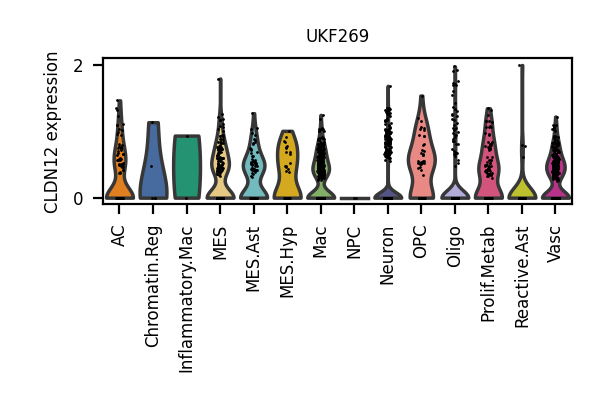 UKF269
CLDN12 expression
2
0
AC
Chromatin.Reg
Inflammatory.Mac
MES
MES.Ast
MES.Hyp
Mac
NPC
Neuron
OPC
Oligo
Prolif.Metab
Reactive.Ast
Vasc